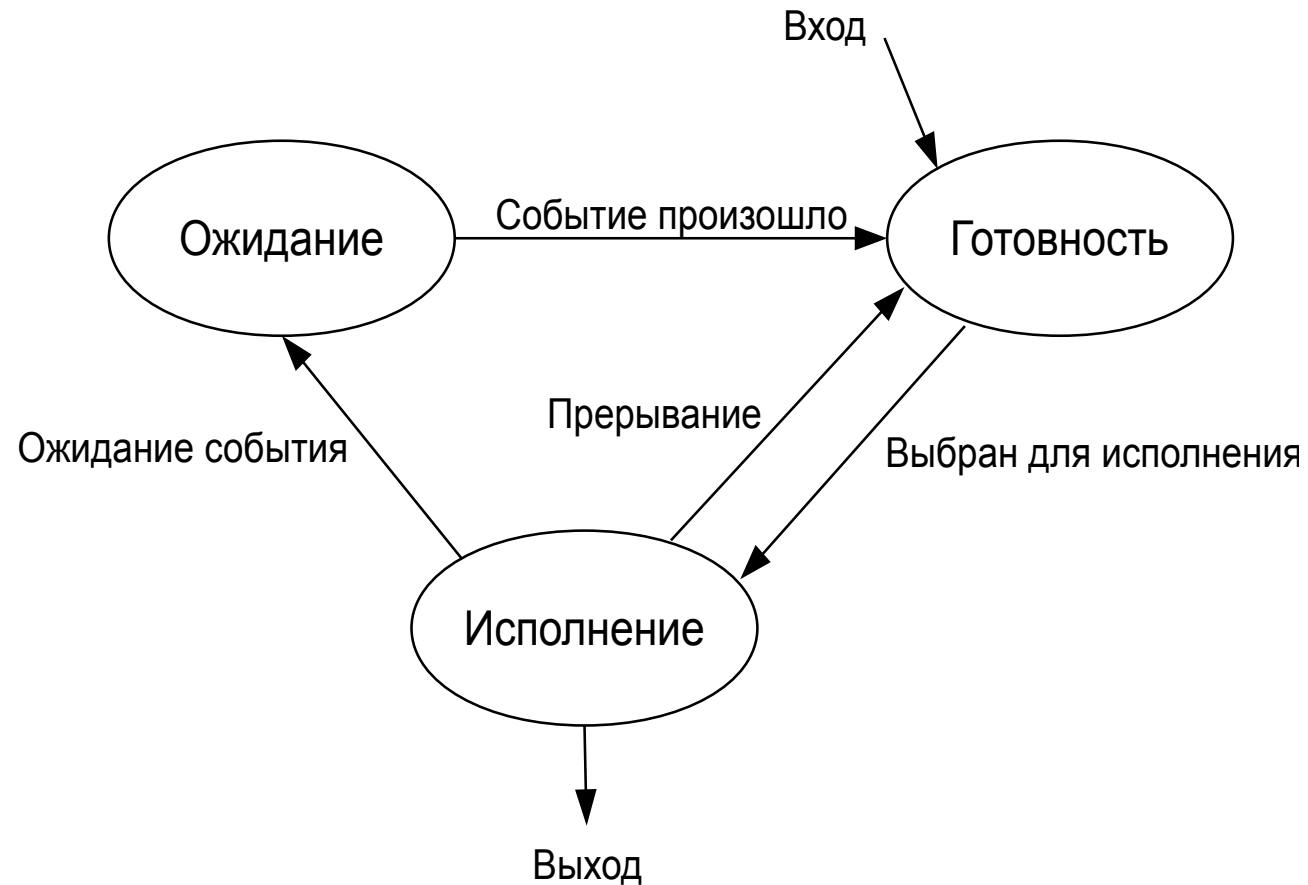 Вход
Событие произошло
Ожидание
Готовность
Прерывание
Ожидание события
Выбран для исполнения
Исполнение
Выход